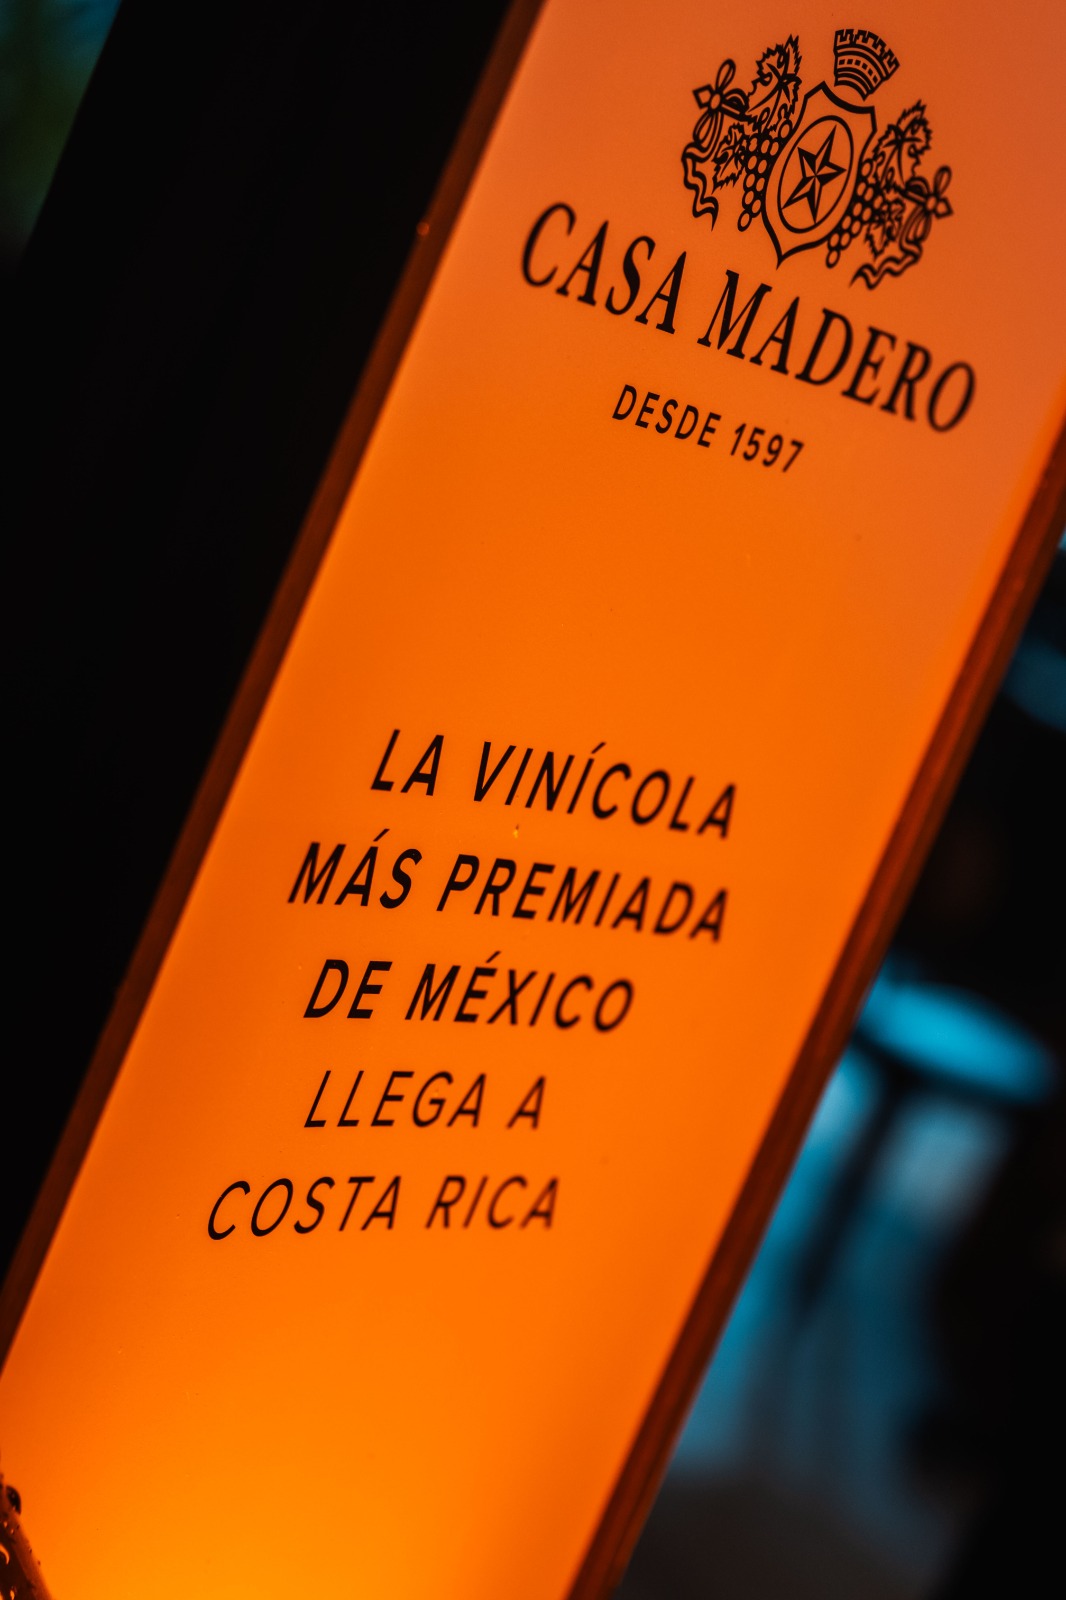 CASA MADERO
DESDE 1597
LA VINÍCOLA
MÁS PREMIADA
DE MÉXICO
LLEGA A
COSTA RICA